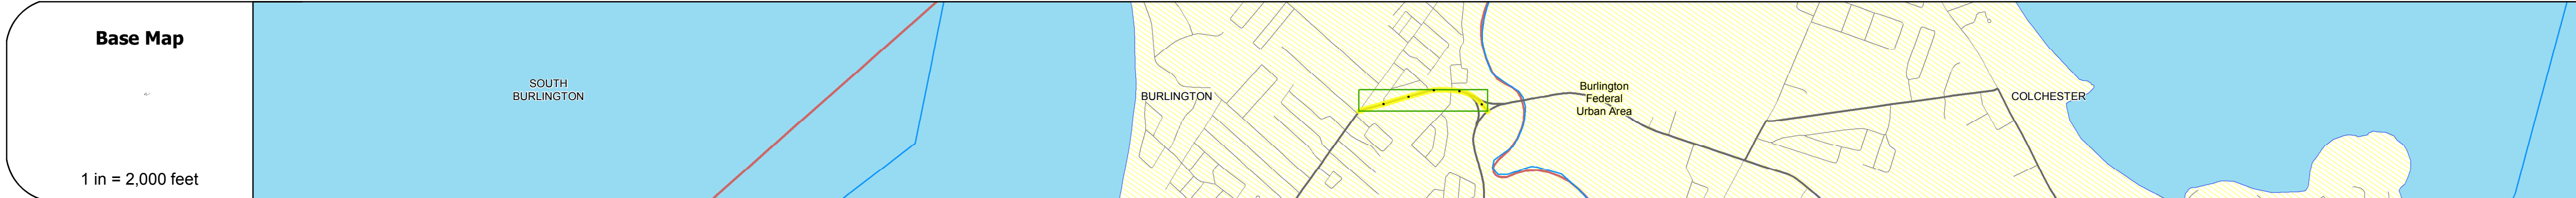 Base Map
1 in = 2,000 feet
SOUTH
BURLINGTON
BURLINGTON
Burlington
Federal
Urban Area
COLCHESTER